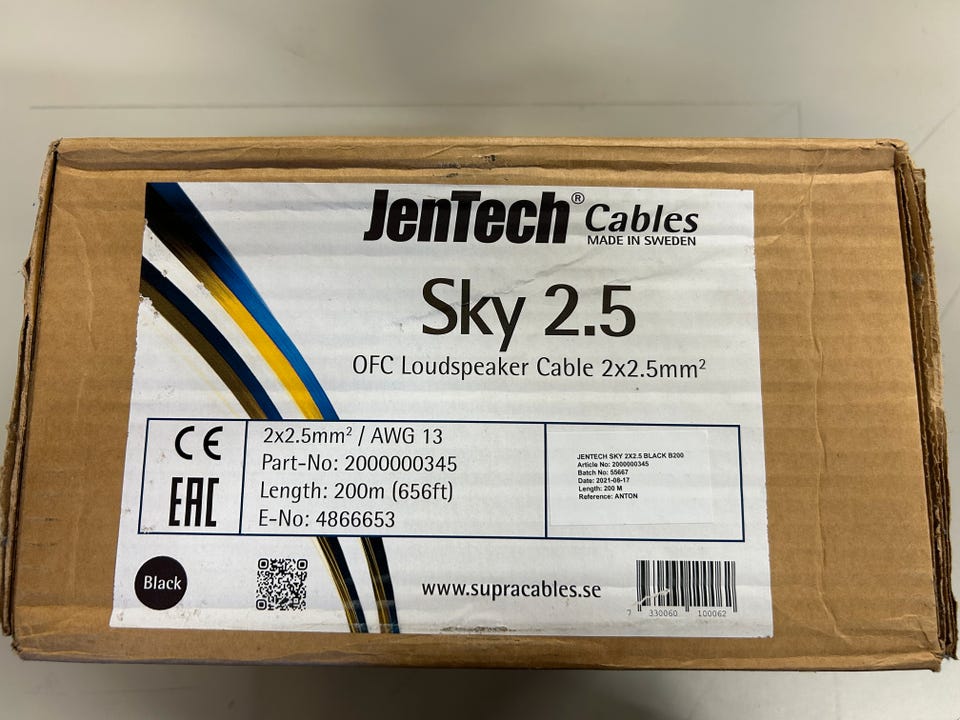 JenTech® Cables
MADE IN SWEDEN
Sky 2.5
OFC Loudspeaker Cable 2x2.5mm²
CE
EAC
2x2.5mm² / AWG 13
Part-No: 2000000345
Length: 200m (656ft)
E-No: 4866653
JENTECH SKY 2X2.5 BLACK B200
Article No: 2000000345
Batch No: 55667
Date: 2021-08-17
Length: 200 M
Reference: ANTON
Black
www.supracables.se
7 330060 100062